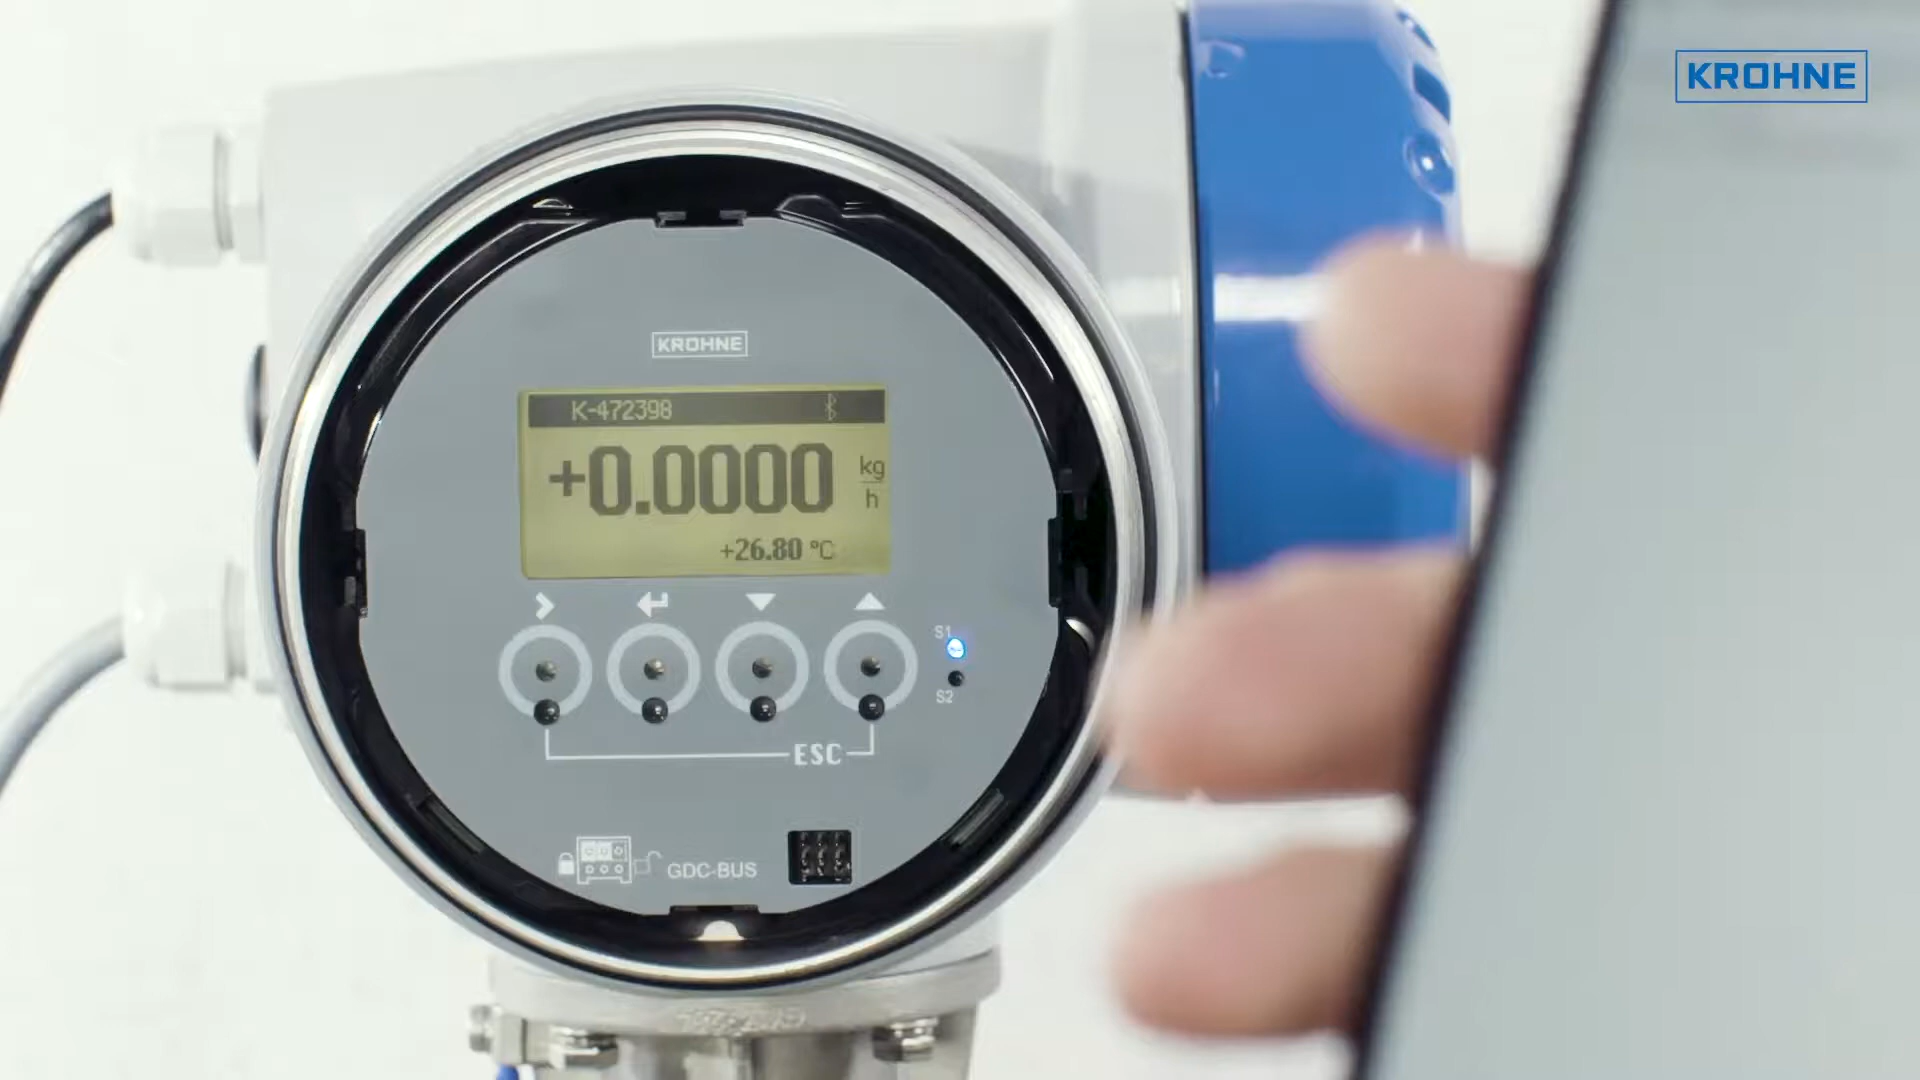 KROHNE
KROHNE
K-472398
+0.0000 kg/h
+26.80 °C
S1
S2
ESC
GDC-BUS